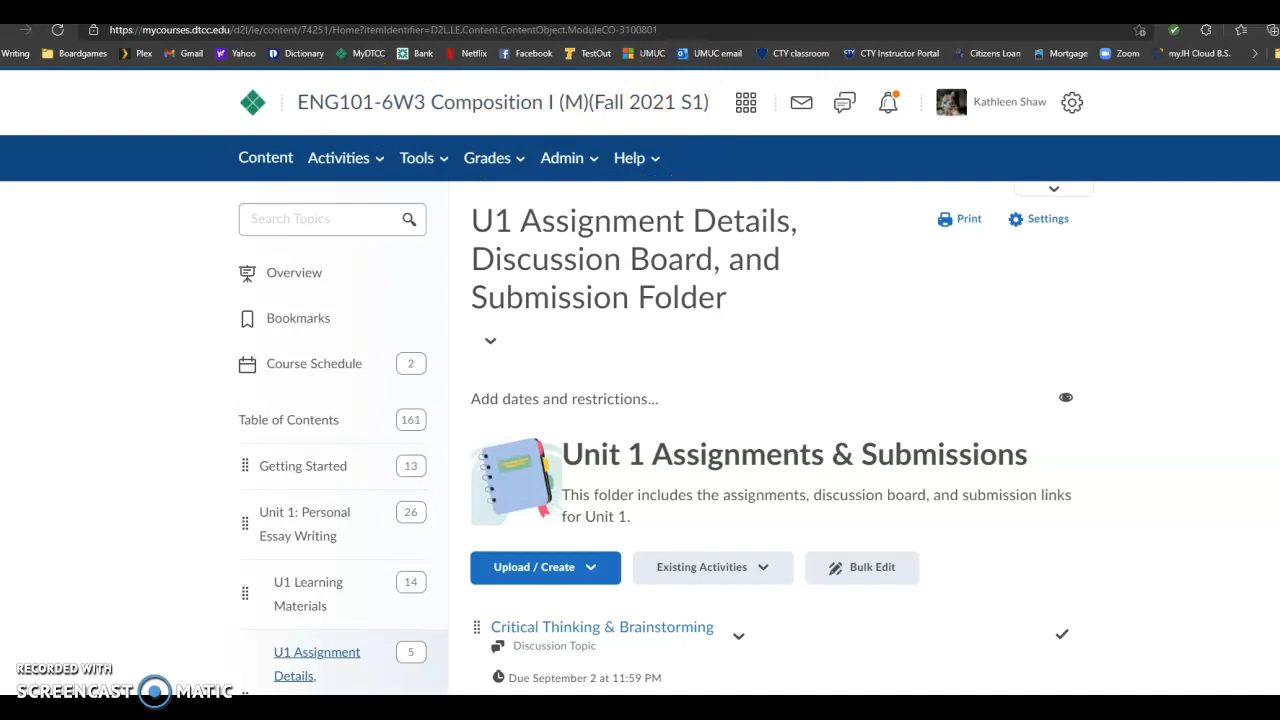 https://mycourses.dtcc.edu/d2l/le/content/74251/Home?itemIdentifier=D2L.LE.Content.ContentObject.ModuleCO-3100801
Writing Boardgames Plex Gmail Yahoo Dictionary MyDTCC Bank Netflix Facebook TestOut UMUC UMUC email CTY classroom CTY Instructor Portal Citizens Loan Mortgage Zoom myJH Cloud B.S.
ENG101-6W3 Composition I (M)(Fall 2021 S1)
Kathleen Shaw
Content Activities Tools Grades Admin Help
Search Topics
Overview
Bookmarks
Course Schedule 2
Table of Contents 161
Getting Started 13
Unit 1: Personal 26
Essay Writing
U1 Learning 14
Materials
U1 Assignment 5
Details,
U1 Assignment Details,
Discussion Board, and
Submission Folder
Print Settings
Add dates and restrictions...
Unit 1 Assignments & Submissions
This folder includes the assignments, discussion board, and submission links
for Unit 1.
Upload / Create Existing Activities Bulk Edit
Critical Thinking & Brainstorming
Discussion Topic
Due September 2 at 11:59 PM
RECORDED WITH
SCREENCAST MATIC